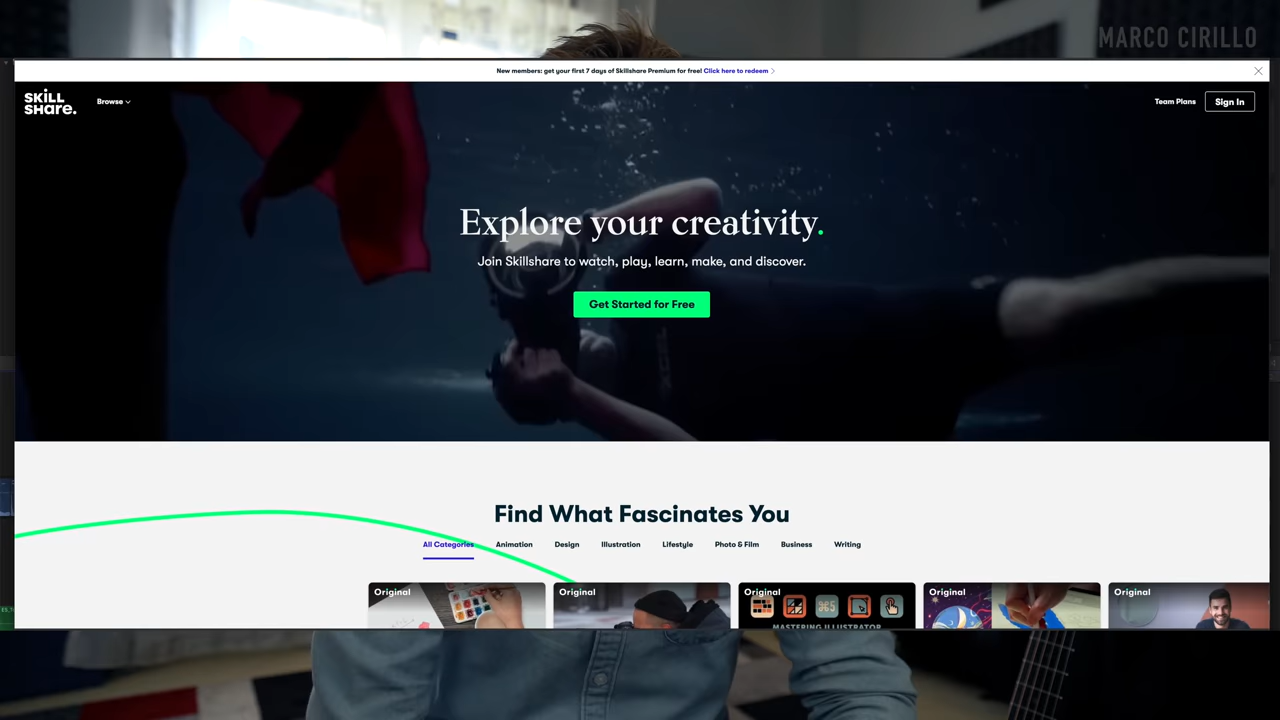 MARCO CIRILLO
New members: get your first 7 days of Skillshare Premium for free! Click here to redeem
SKILL
SHARE.
Browse
Team Plans
Sign In
Explore your creativity.
Join Skillshare to watch, play, learn, make, and discover.
Get Started for Free
Find What Fascinates You
All Categories
Animation
Design
Illustration
Lifestyle
Photo & Film
Business
Writing
Original
Original
Original
Original
Original
⌘5
MASTERING ILLUSTRATOR